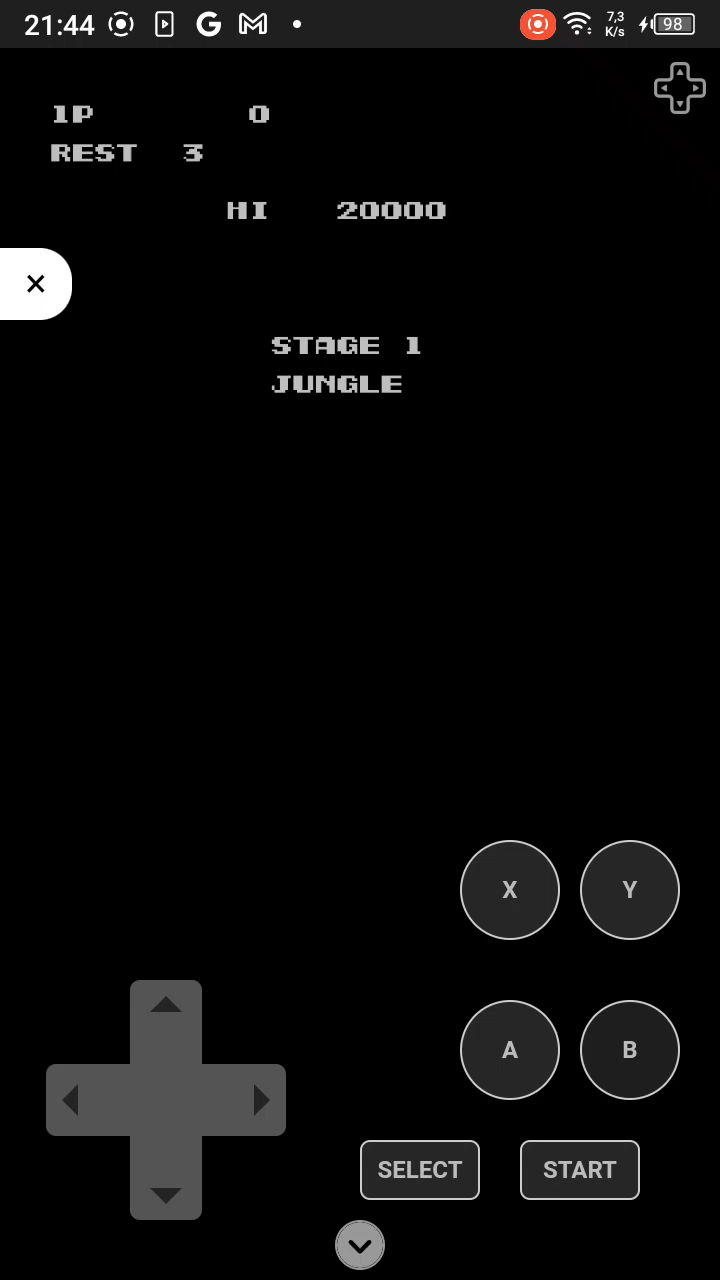 21:44
7,3
K/s
98
1P 0
REST 3
HI 20000
STAGE 1
JUNGLE
X Y
A B
SELECT START